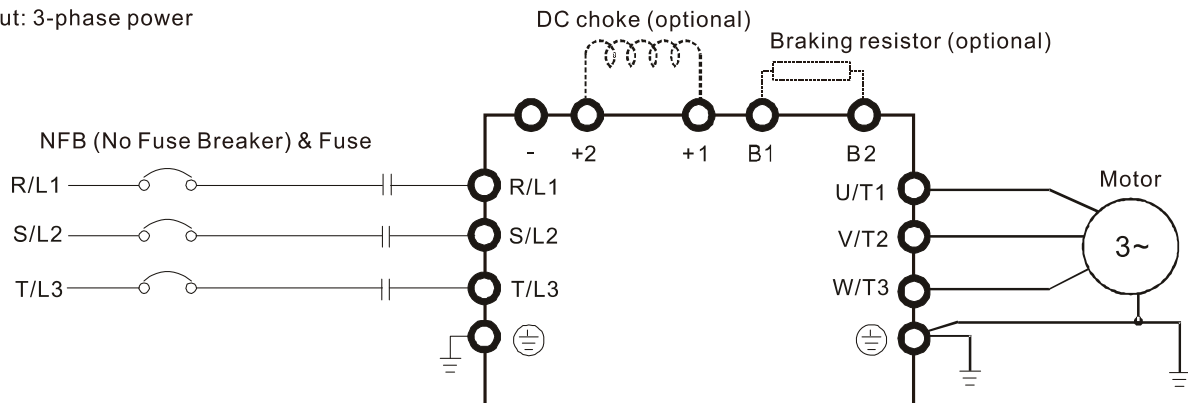 ut: 3-phase power
DC choke (optional)
Braking resistor (optional)
NFB (No Fuse Breaker) & Fuse
- +2 +1 B1 B2
R/L1 R/L1 U/T1 Motor
S/L2 S/L2 V/T2 3~
T/L3 T/L3 W/T3